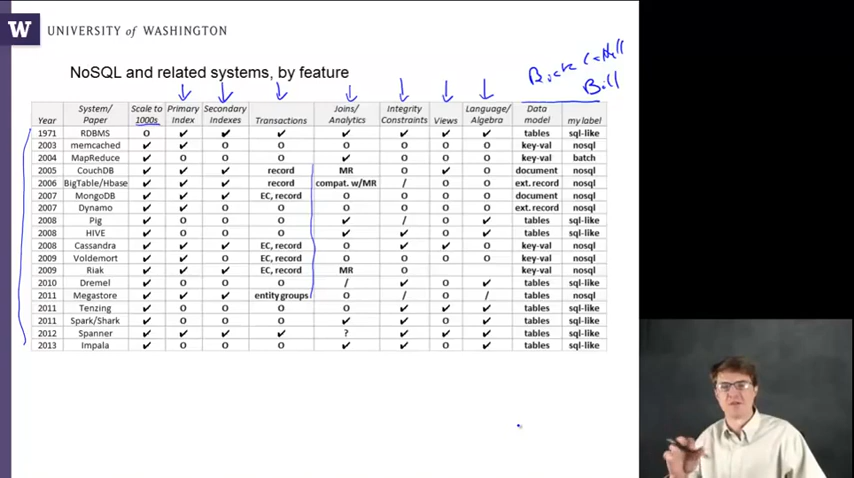 W UNIVERSITY of WASHINGTON
NoSQL and related systems, by feature
Bill
Year System/Paper Scale to 1000s Primary Index Secondary Indexes Transactions Joins/Analytics Integrity Constraints Views Language/Algebra Data model my label
1971 RDBMS O ✔ ✔ ✔ ✔ ✔ ✔ ✔ tables sql-like
2003 memcached ✔ ✔ O O O O O O key-val nosql
2004 MapReduce ✔ O O O ✔ O O O key-val batch
2005 CouchDB ✔ ✔ ✔ record MR O ✔ O document nosql
2006 BigTable/Hbase ✔ ✔ ✔ record compat. w/MR / O O ext. record nosql
2007 MongoDB ✔ ✔ ✔ EC, record O O O O document nosql
2007 Dynamo ✔ ✔ O O O O O O ext. record nosql
2008 Pig ✔ O O O ✔ / O ✔ tables sql-like
2008 HIVE ✔ O O O ✔ ✔ O ✔ tables sql-like
2008 Cassandra ✔ ✔ ✔ EC, record O ✔ ✔ O key-val nosql
2009 Voldemort ✔ ✔ O EC, record O O O O key-val nosql
2009 Riak ✔ ✔ ✔ EC, record MR O key-val nosql
2010 Dremel ✔ O O O / ✔ O ✔ tables sql-like
2011 Megastore ✔ ✔ ✔ entity groups O / O / tables nosql
2011 Tenzing ✔ O O O O ✔ ✔ ✔ tables sql-like
2011 Spark/Shark ✔ O O O ✔ ✔ O ✔ tables sql-like
2012 Spanner ✔ ✔ ✔ ✔ ? ✔ ✔ ✔ tables sql-like
2013 Impala ✔ O O O ✔ ✔ O ✔ tables sql-like